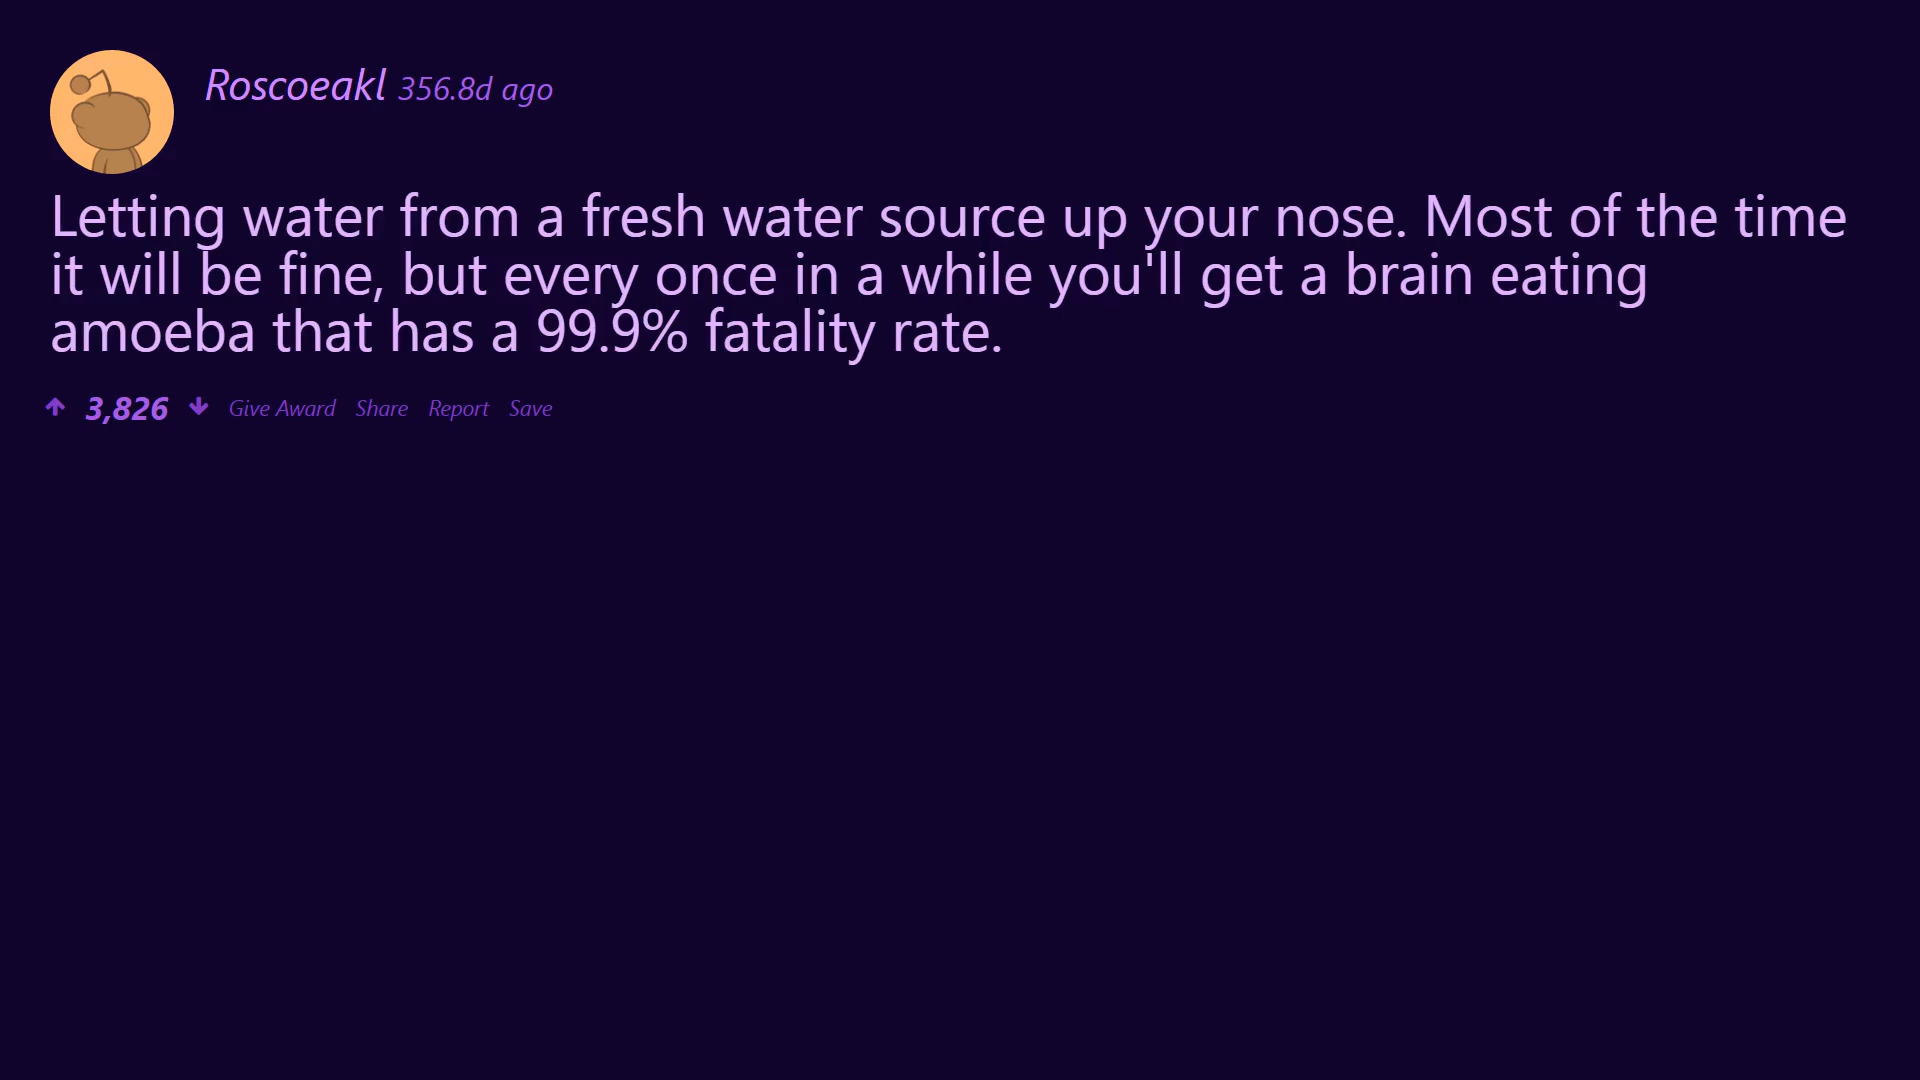 Roscoeakl 356.8d ago
Letting water from a fresh water source up your nose. Most of the time
it will be fine, but every once in a while you'll get a brain eating
amoeba that has a 99.9% fatality rate.
3,826 Give Award Share Report Save